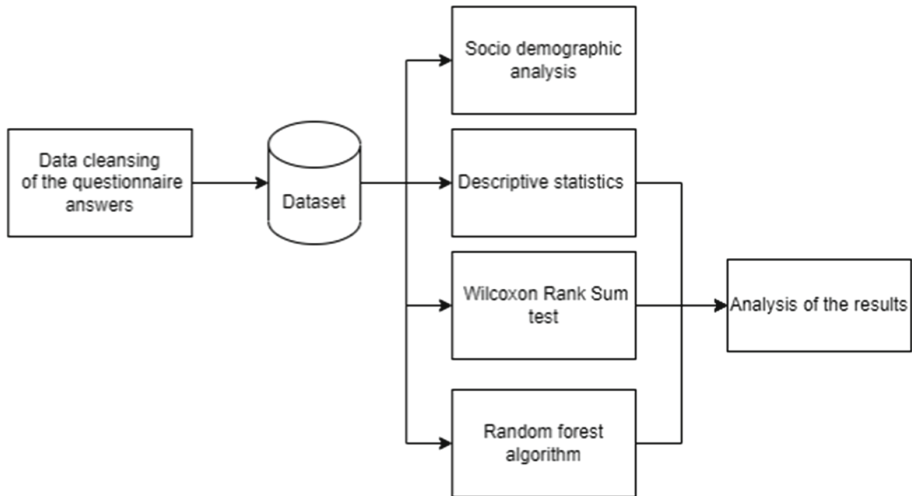 Data cleansing
of the questionnaire
answers
Dataset
Socio demographic
analysis
Descriptive statistics
Wilcoxon Rank Sum
test
Random forest
algorithm
Analysis of the results